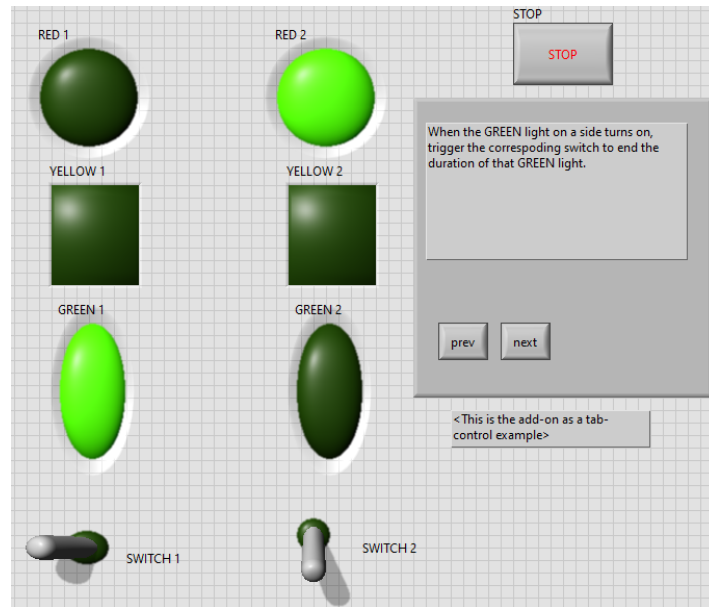 STOP
RED 1
RED 2
STOP
When the GREEN light on a side turns on,
trigger the correspoding switch to end the
duration of that GREEN light.
YELLOW 1
YELLOW 2
GREEN 1
GREEN 2
prev
next
<This is the add-on as a tab-
control example>
SWITCH 1
SWITCH 2